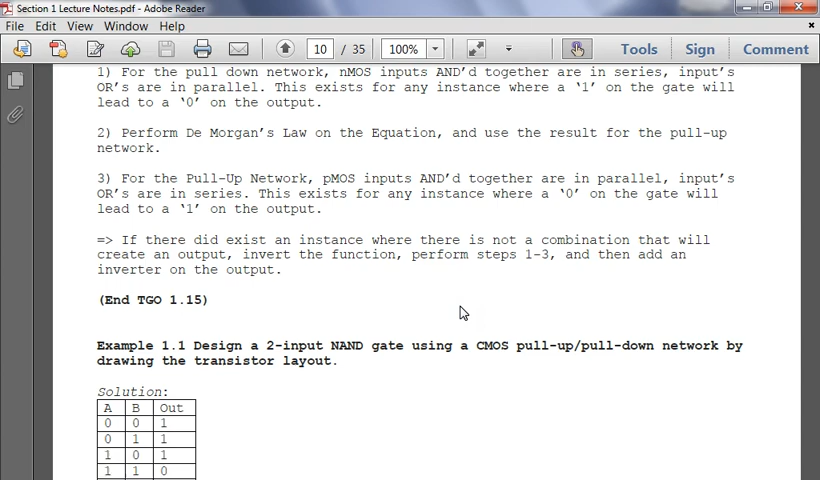 Section 1 Lecture Notes.pdf - Adobe Reader
File Edit View Window Help
10 / 35 100% Tools Sign Comment
1) For the pull down network, nMOS inputs AND'd together are in series, input's
OR's are in parallel. This exists for any instance where a ‘1’ on the gate will
lead to a ‘0’ on the output.
2) Perform De Morgan's Law on the Equation, and use the result for the pull-up
network.
3) For the Pull-Up Network, pMOS inputs AND'd together are in parallel, input's
OR's are in series. This exists for any instance where a ‘0’ on the gate will
lead to a ‘1’ on the output.
=> If there did exist an instance where there is not a combination that will
create an output, invert the function, perform steps 1-3, and then add an
inverter on the output.
(End TGO 1.15)
Example 1.1 Design a 2-input NAND gate using a CMOS pull-up/pull-down network by
drawing the transistor layout.
Solution:
A B Out
0 0 1
0 1 1
1 0 1
1 1 0